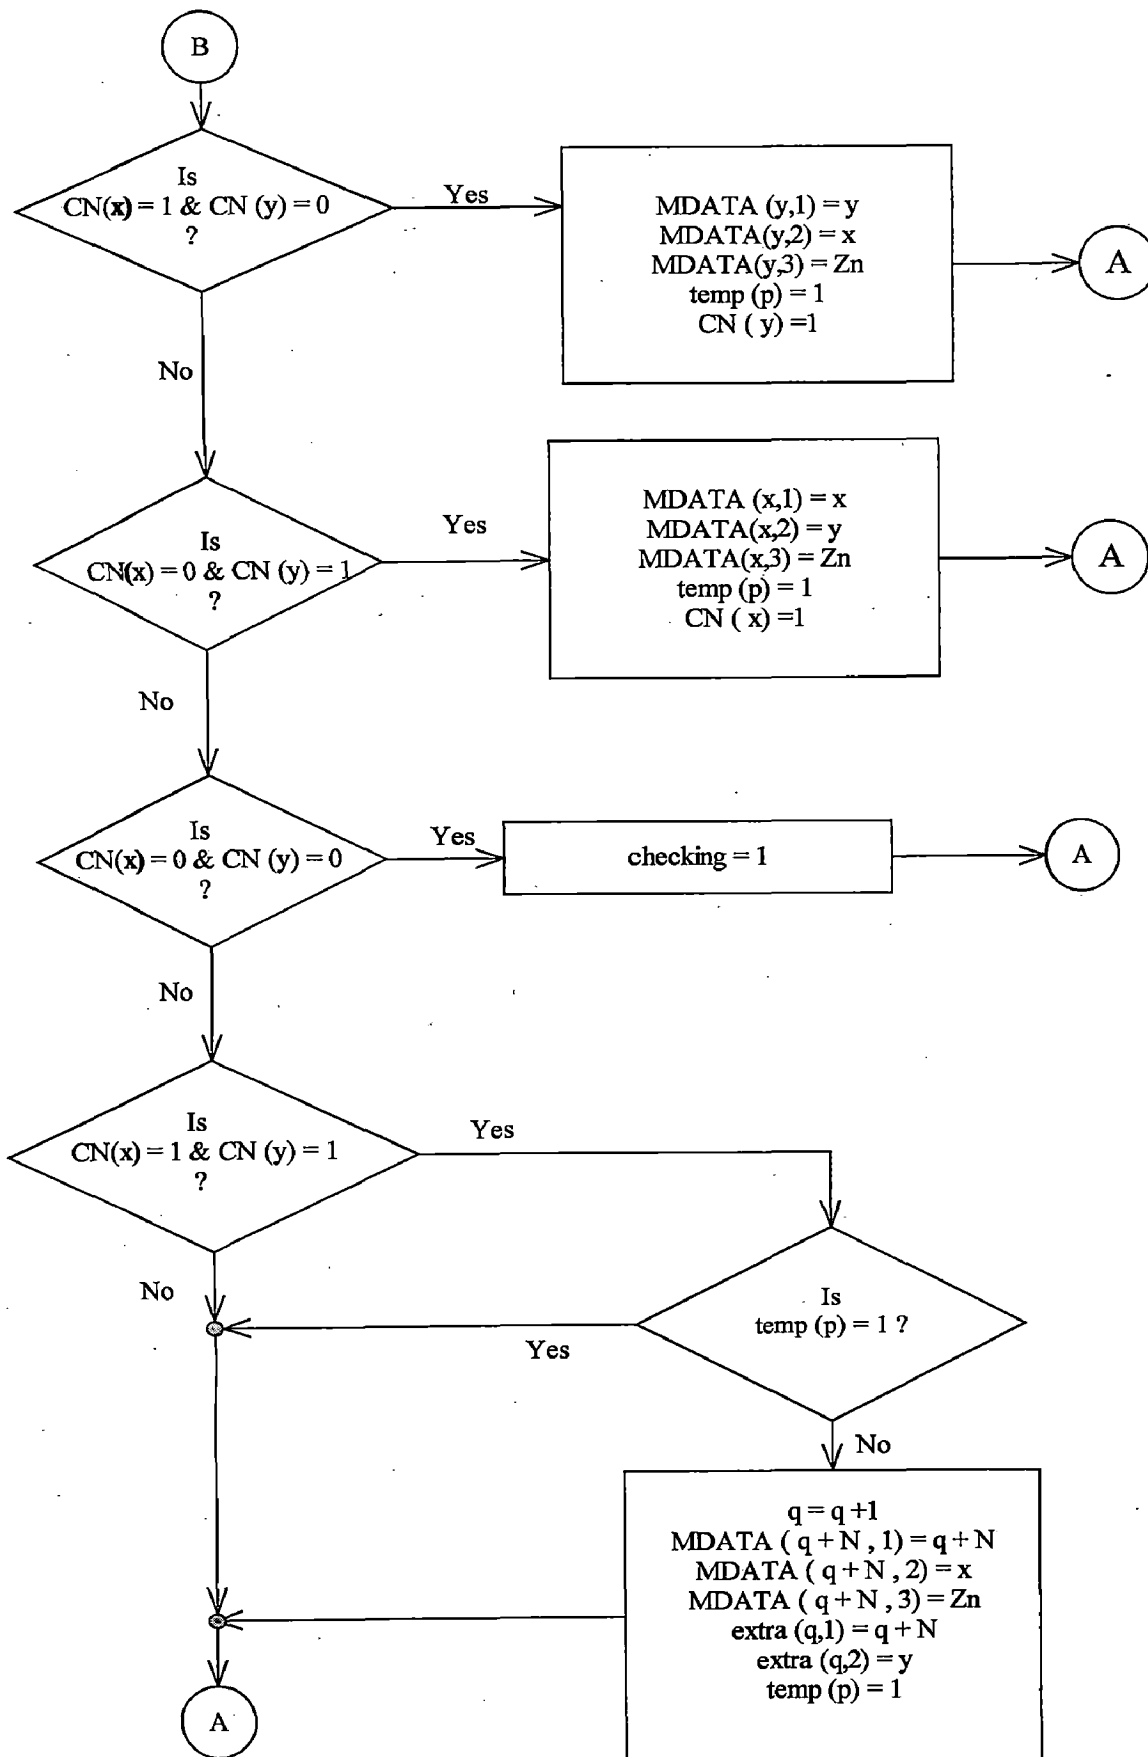 B
Is
CN(x) = 1 & CN (y) = 0
?
Yes
MDATA (y,1) = y
MDATA(y,2) = x
MDATA(y,3) = Zn
temp (p) = 1
CN ( y) =1
A
No
Is
CN(x) = 0 & CN (y) = 1
?
Yes
MDATA (x,1) = x
MDATA(x,2) = y
MDATA(x,3) = Zn
temp (p) = 1
CN ( x) =1
A
No
Is
CN(x) = 0 & CN (y) = 0
?
Yes
checking = 1
A
No
Is
CN(x) = 1 & CN (y) = 1
?
Yes
No
Is
temp (p) = 1 ?
Yes
No
q = q +1
MDATA ( q + N , 1) = q + N
MDATA ( q + N , 2) = x
MDATA ( q + N , 3) = Zn
extra (q,1) = q + N
extra (q,2) = y
temp (p) = 1
A